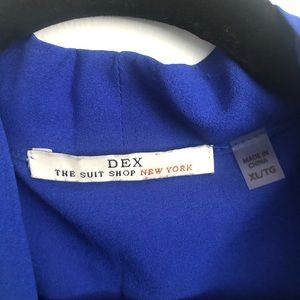 DEX
THE SUIT SHOP NEW YORK
MADE IN
CHINA
XL/TG